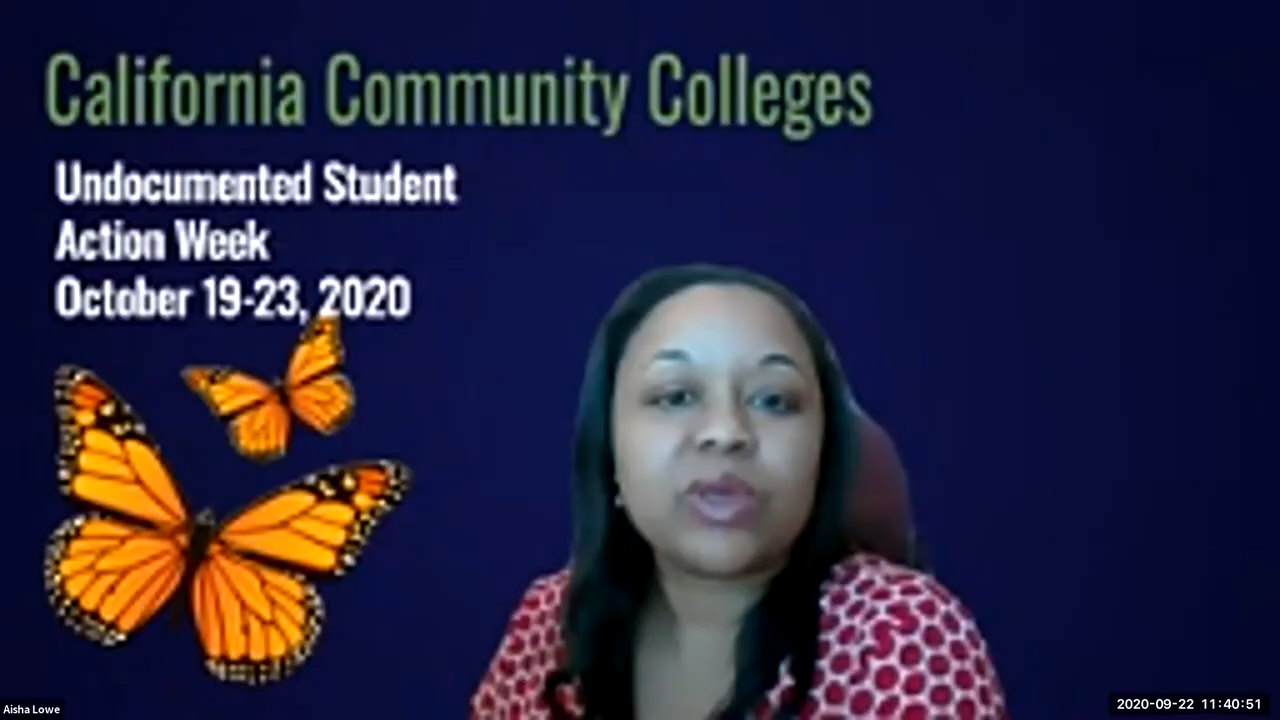 California Community Colleges
Undocumented Student
Action Week
October 19-23, 2020
Aisha Lowe
2020-09-22 11:40:51